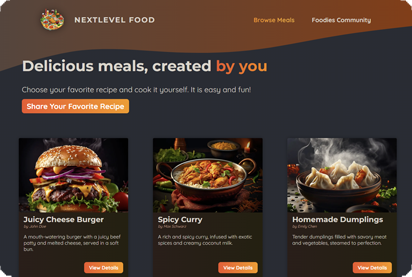 NEXTLEVEL FOOD
Browse Meals
Foodies Community
Delicious meals, created by you
Choose your favorite recipe and cook it yourself. It is easy and fun!
Share Your Favorite Recipe
Juicy Cheese Burger
by John Doe
A mouth-watering burger with a juicy beef
patty and melted cheese, served in a soft
bun.
View Details
Spicy Curry
by Max Schwarz
A rich and spicy curry, infused with exotic
spices and creamy coconut milk.
View Details
Homemade Dumplings
by Emily Chen
Tender dumplings filled with savory meat
and vegetables, steamed to perfection.
View Details